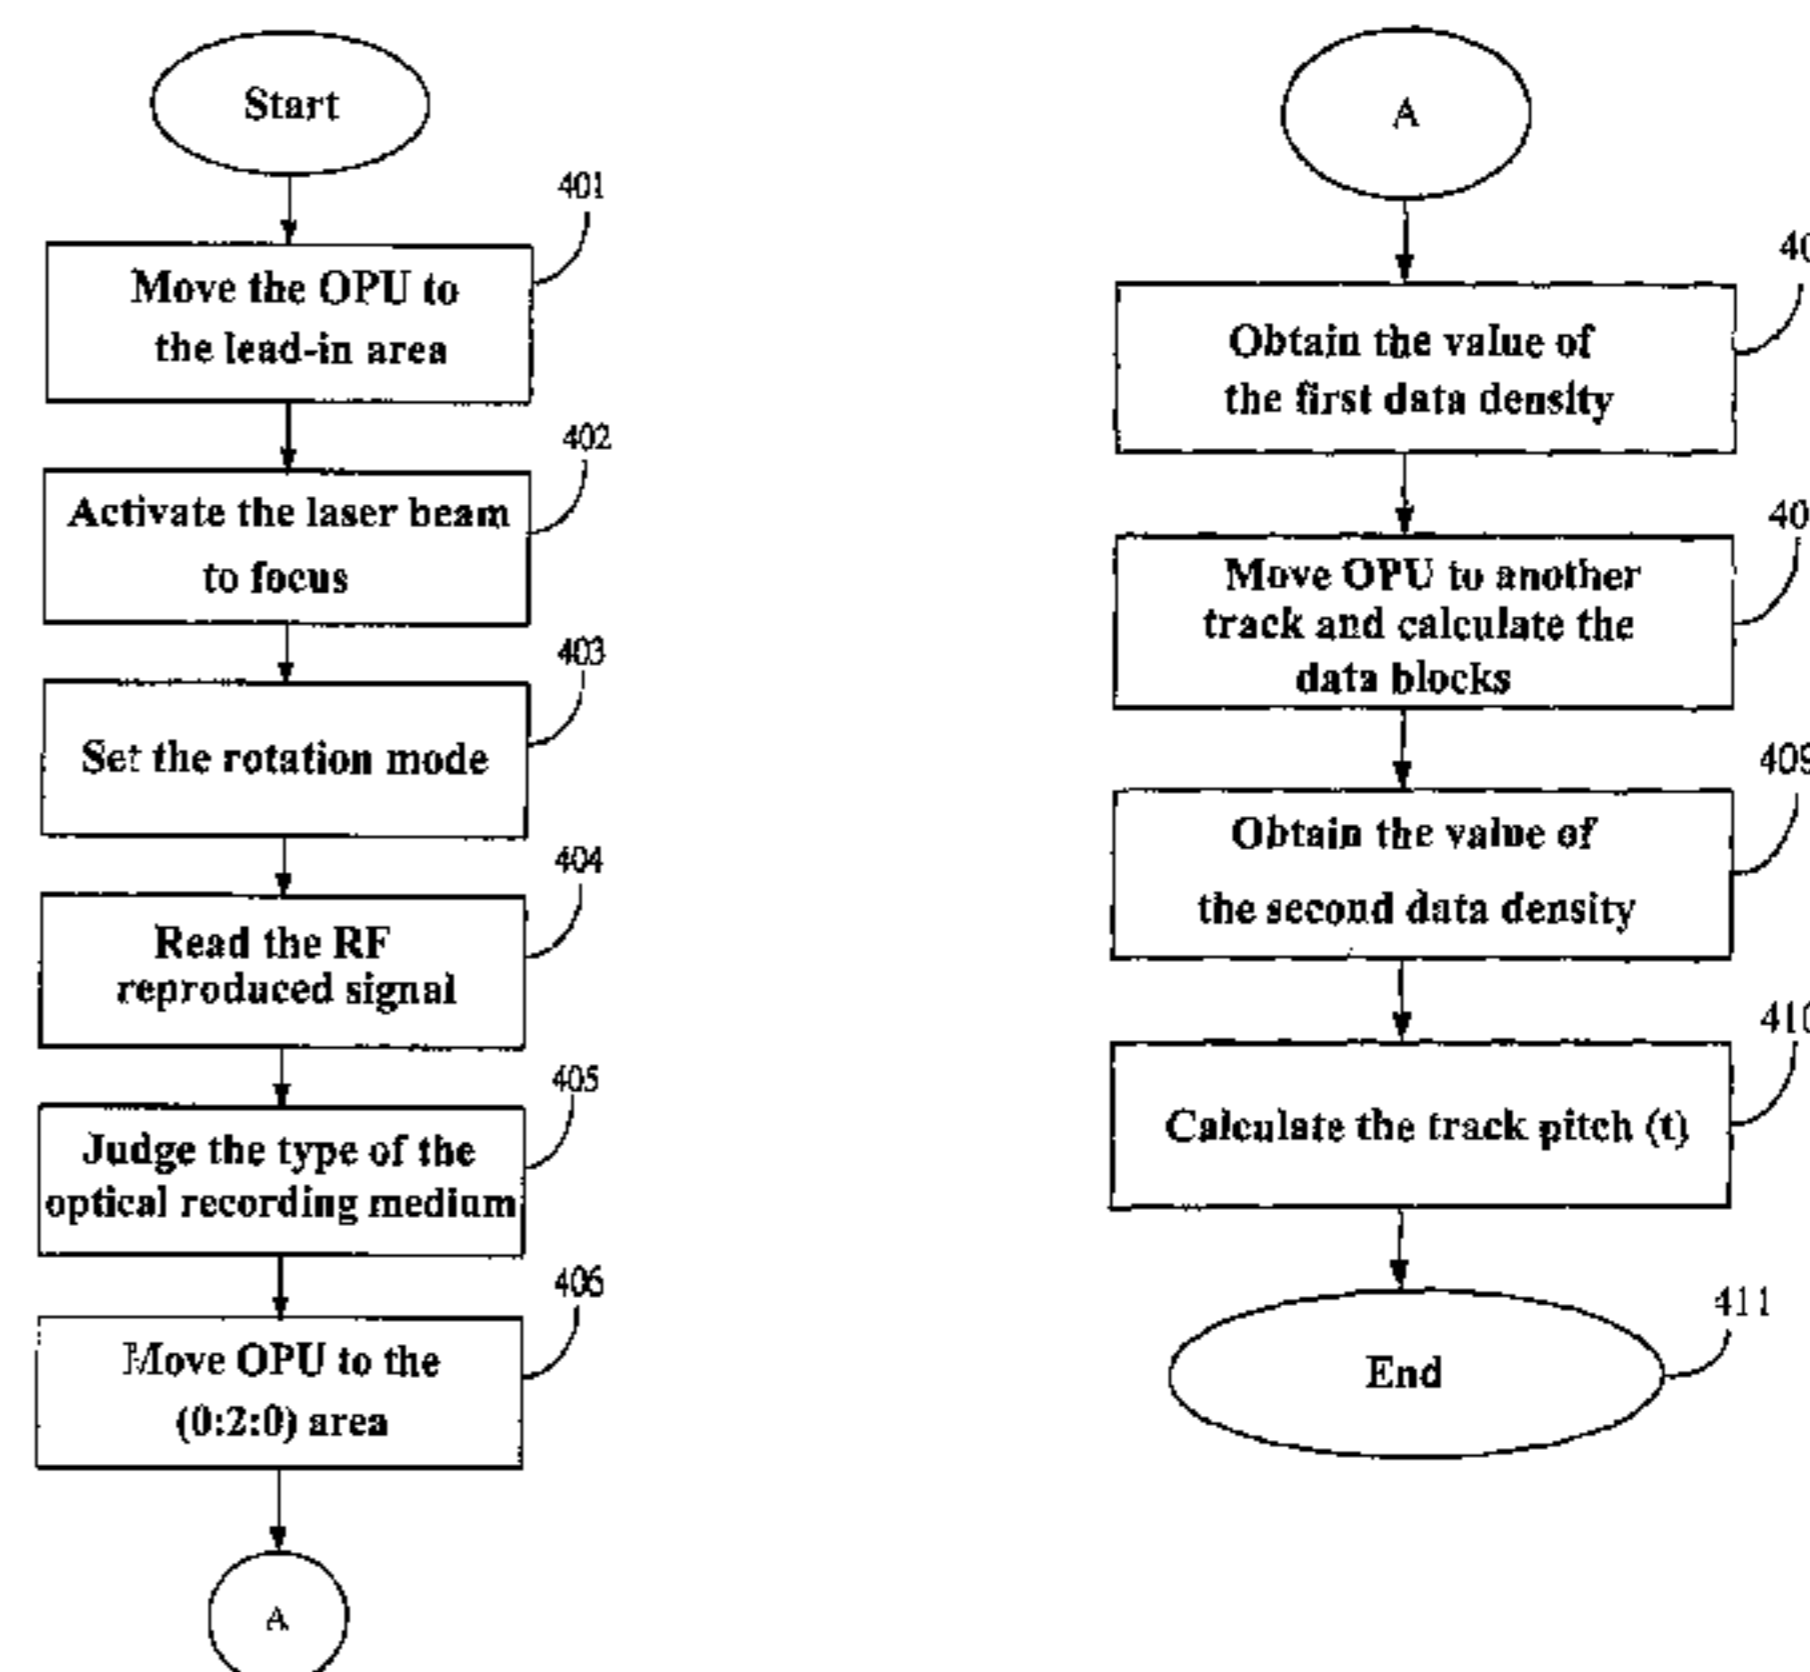 Start
401
Move the OPU to
the lead-in area
402
Activate the laser beam
to focus
403
Set the rotation mode
404
Read the RF
reproduced signal
405
Judge the type of the
optical recording medium
406
Move OPU to the
(0:2:0) area
A
A
Obtain the value of
the first data density
Move OPU to another
track and calculate the
data blocks
409
Obtain the value of
the second data density
410
Calculate the track pitch (t)
411
End